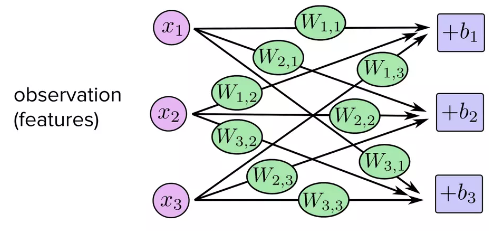 x₁ W₁,₁ +b₁
W₂,₁
W₁,₃
observation
(features)
W₁,₂
x₂ W₂,₂ +b₂
W₃,₂
W₃,₁
W₂,₃
x₃ W₃,₃ +b₃